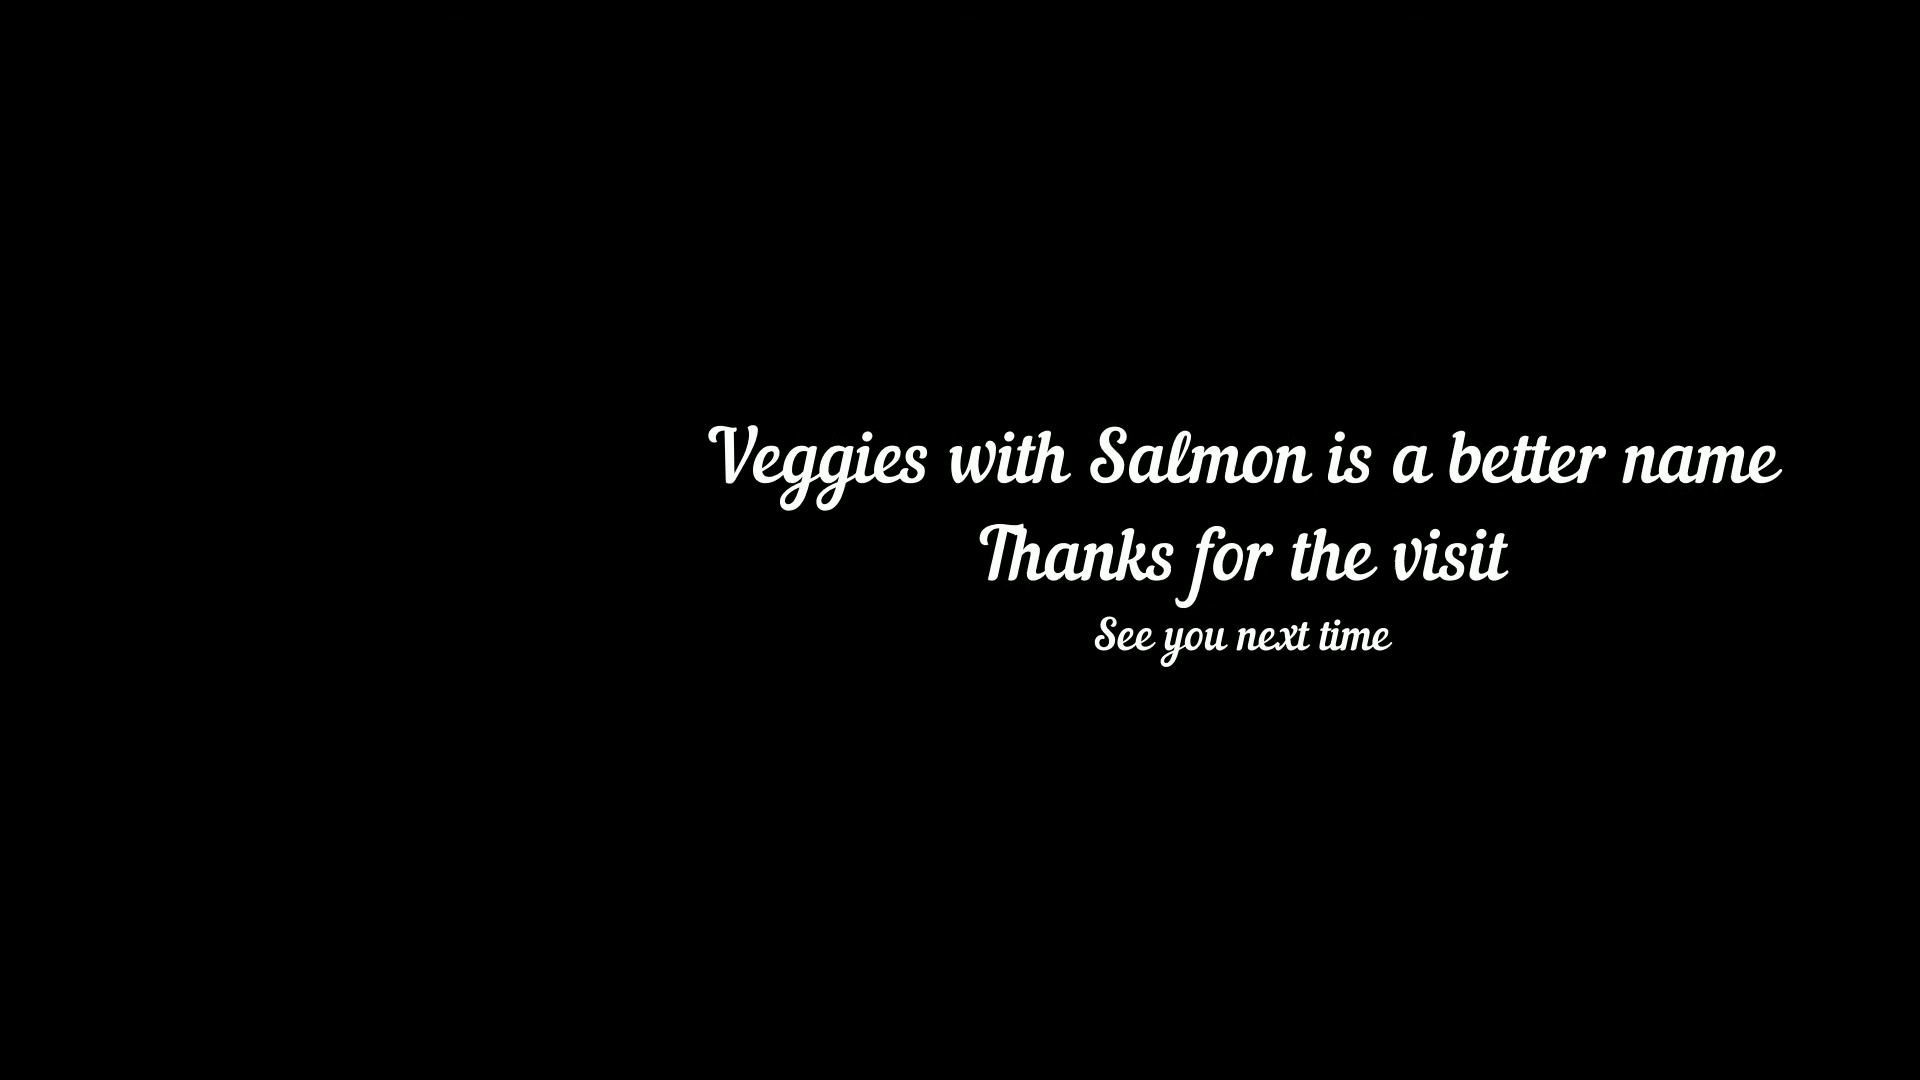 Veggies with Salmon is a better name
Thanks for the visit
See you next time